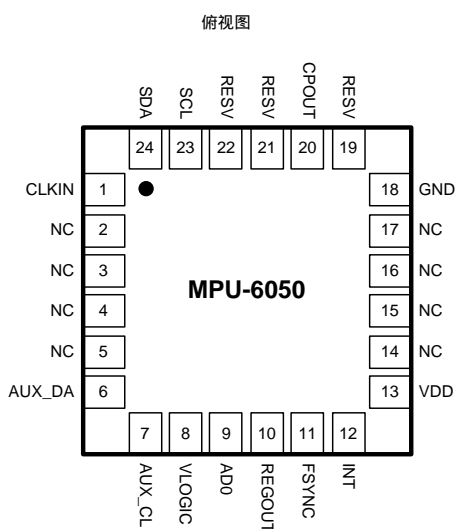 俯视图
SDA SCL RESV RESV CPOUT RESV
24 23 22 21 20 19
CLKIN 1 18 GND
NC 2 17 NC
NC 3 16 NC
MPU-6050
NC 4 15 NC
NC 5 14 NC
AUX_DA 6 13 VDD
7 8 9 10 11 12
AUX_CL VLOGIC AD0 REGOUT FSYNC INT